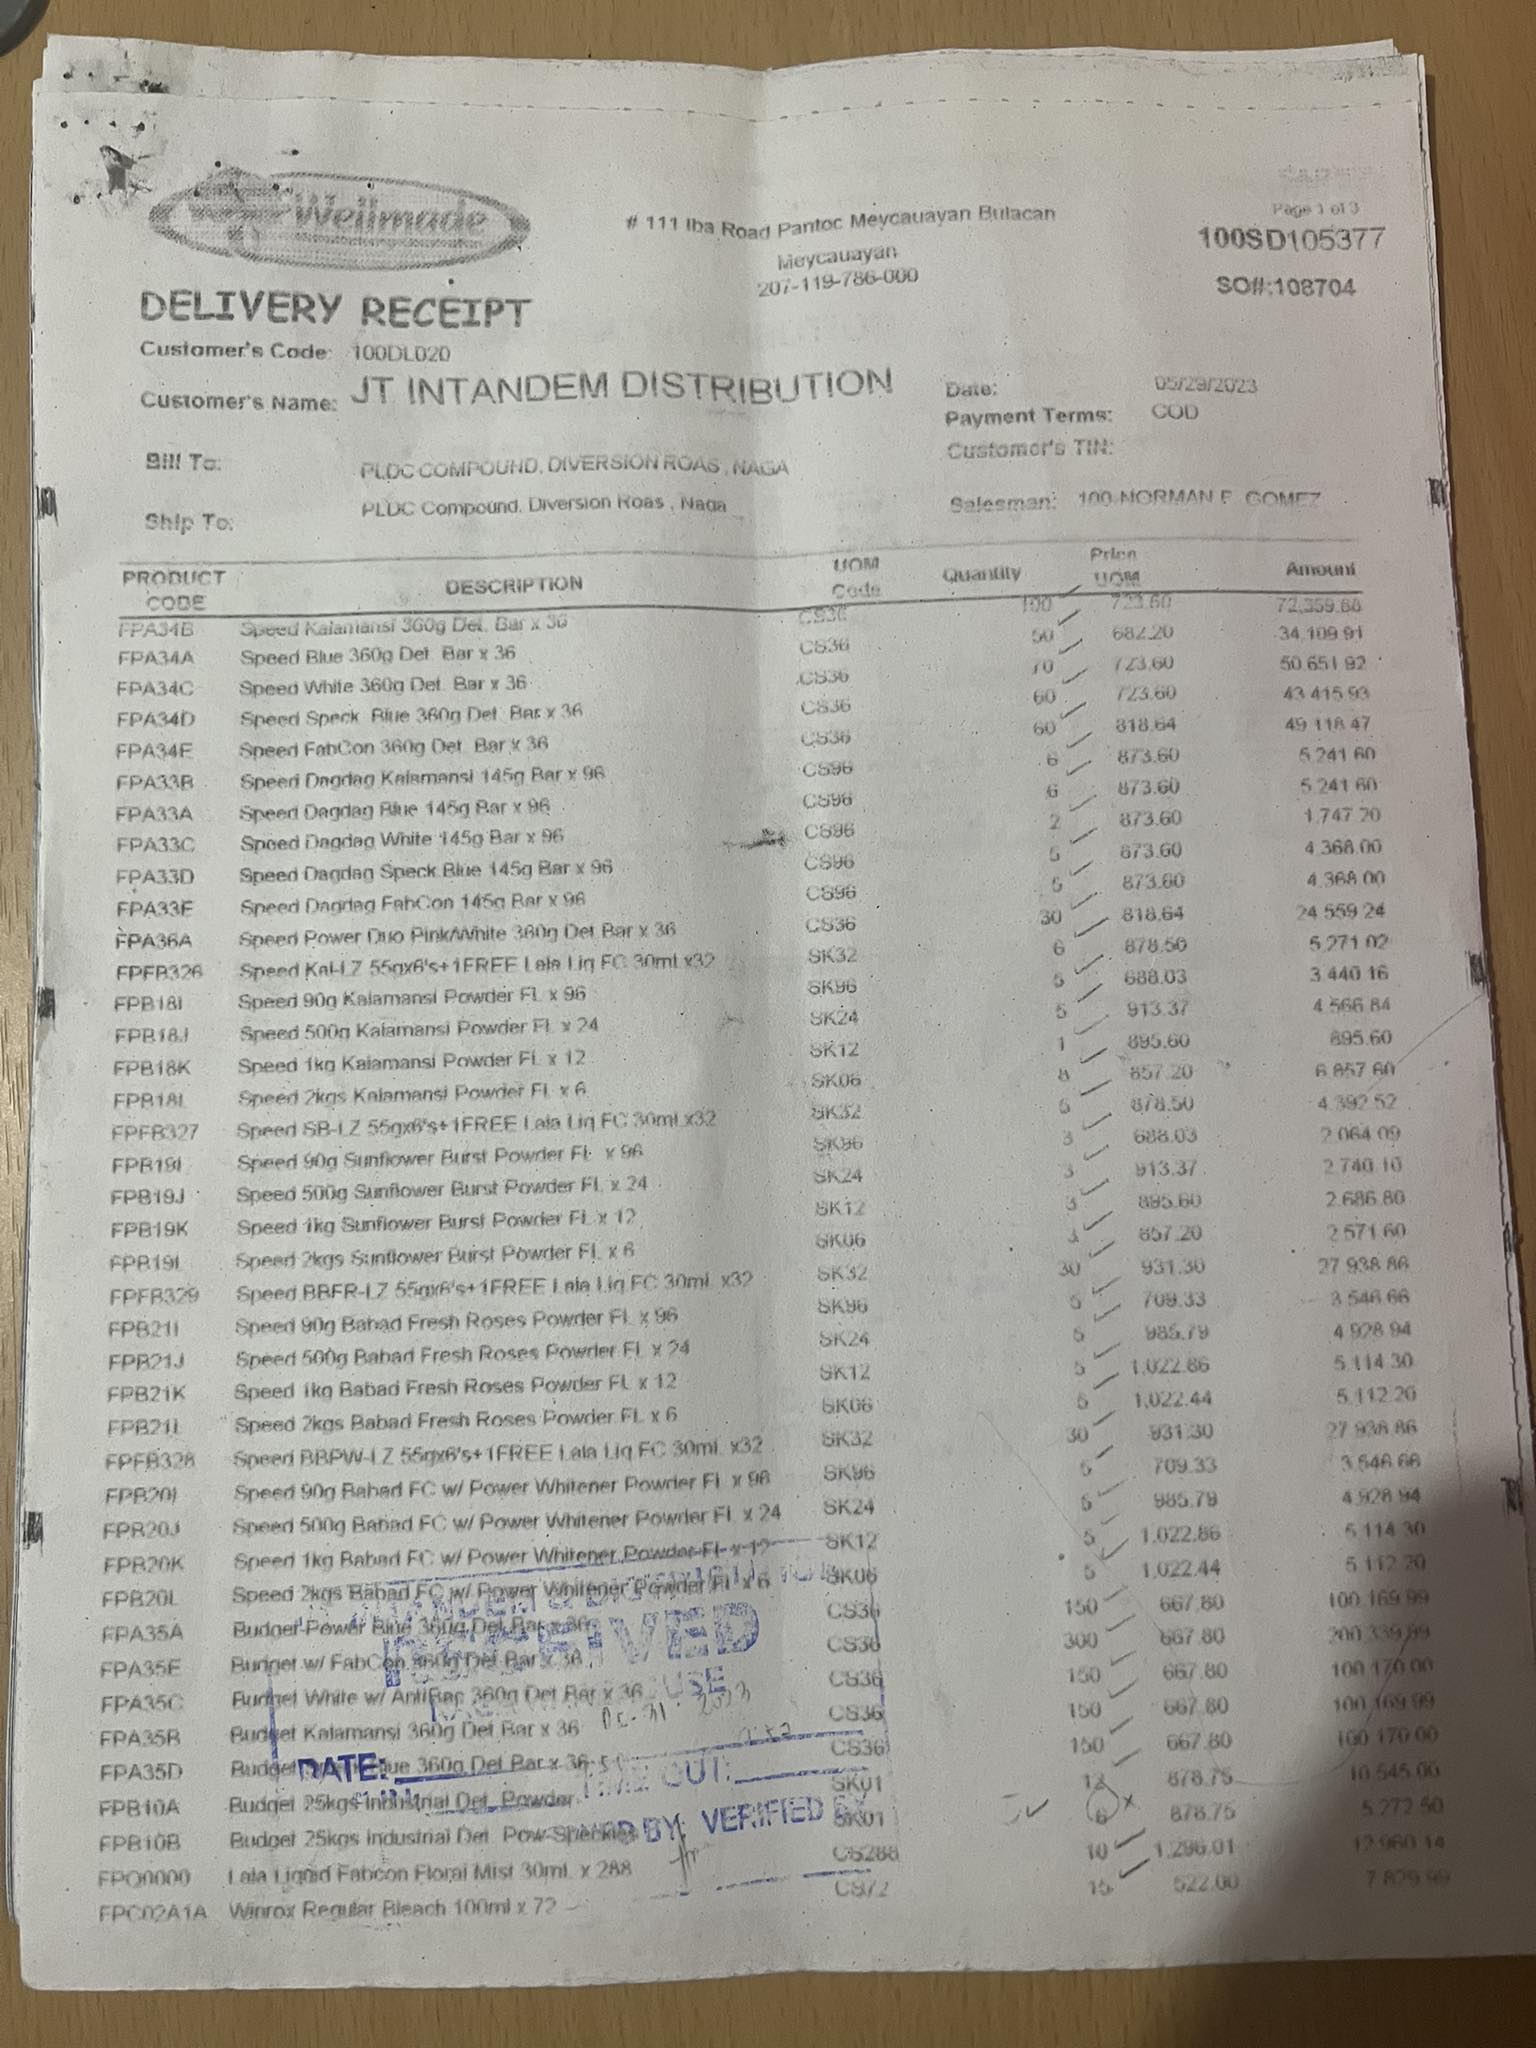 Wellmade
# 111 Iba Road Pantoc Meycauayan Bulacan
Meycauayan
207-119-786-000
Page 1 of 3
100SD105377
SO#:108704
DELIVERY RECEIPT
Customer's Code: 100DL020
Customer's Name: JT INTANDEM DISTRIBUTION
Date: 05/29/2023
Payment Terms: COD
Customer's TIN:
Bill To: PLDC COMPOUND, DIVERSION ROAS , NAGA
Ship To: PLDC Compound, Diversion Roas , Naga
Salesman: 100-NORMAN F. GOMEZ
PRODUCT CODE DESCRIPTION UOM Code Quantity Price UOM Amount
FPA34B Speed Kalamansi 360g Det. Bar x 36 CS36 100 723.60 72,359.88
FPA34A Speed Blue 360g Det. Bar x 36 CS36 50 682.20 34,109.91
FPA34C Speed White 360g Det. Bar x 36 CS36 70 723.60 50,651.92
FPA34D Speed Speck. Blue 360g Det. Bar x 36 CS36 60 723.60 43,415.93
FPA34E Speed FabCon 360g Det. Bar x 36 CS36 60 818.64 49,118.47
FPA33B Speed Dagdag Kalamansi 145g Bar x 96 CS96 6 873.60 5,241.60
FPA33A Speed Dagdag Blue 145g Bar x 96 CS96 6 873.60 5,241.60
FPA33C Speed Dagdag White 145g Bar x 96 CS96 2 873.60 1,747.20
FPA33D Speed Dagdag Speck Blue 145g Bar x 96 CS96 5 873.60 4,368.00
FPA33E Speed Dagdag FabCon 145g Bar x 96 CS96 5 873.60 4,368.00
FPA36A Speed Power Duo Pink/White 360g Det.Bar x 36 CS36 30 818.64 24,559.24
FPFB326 Speed Kal-LZ 55gx6's+1FREE Lala Liq FC 30ml x32 SK32 6 878.50 5,271.02
FPB18I Speed 90g Kalamansi Powder FL x 96 SK96 5 688.03 3,440.16
FPB18J Speed 500g Kalamansi Powder FL x 24 SK24 5 913.37 4,566.84
FPB18K Speed 1kg Kalamansi Powder FL x 12 SK12 1 895.60 895.60
FPB18L Speed 2kgs Kalamansi Powder FL x 6 SK06 8 857.20 6,857.60
FPFB327 Speed SB-LZ 55gx6's+1FREE Lala Liq FC 30ml x32 SK32 5 878.50 4,392.52
FPB19I Speed 90g Sunflower Burst Powder FL x 96 SK96 3 688.03 2,064.09
FPB19J Speed 500g Sunflower Burst Powder FL x 24 SK24 3 913.37 2,740.10
FPB19K Speed 1kg Sunflower Burst Powder FL x 12 SK12 3 895.60 2,686.80
FPB19L Speed 2kgs Sunflower Burst Powder FL x 6 SK06 3 857.20 2,571.60
FPFB329 Speed BBFR-LZ 55gx6's+1FREE Lala Liq FC 30mL x32 SK32 30 931.30 27,938.86
FPB21I Speed 90g Babad Fresh Roses Powder FL x 96 SK96 5 709.33 3,546.66
FPB21J Speed 500g Babad Fresh Roses Powder FL x 24 SK24 5 985.79 4,928.94
FPB21K Speed 1kg Babad Fresh Roses Powder FL x 12 SK12 5 1,022.86 5,114.30
FPB21L Speed 2kgs Babad Fresh Roses Powder FL x 6 SK06 5 1,022.44 5,112.20
FPFB328 Speed BBPW-LZ 55gx6's+1FREE Lala Liq FC 30mL x32 SK32 30 931.30 27,938.86
FPB20I Speed 90g Babad FC w/ Power Whitener Powder FL x 96 SK96 5 709.33 3,546.66
FPB20J Speed 500g Babad FC w/ Power Whitener Powder FL x 24 SK24 5 985.79 4,928.94
FPB20K Speed 1kg Babad FC w/ Power Whitener Powder FL x 12 SK12 5 1,022.86 5,114.30
FPB20L Speed 2kgs Babad FC w/ Power Whitener Powder FL x 6 SK06 5 1,022.44 5,112.20
FPA35A Budget Power Blue 360g Det Bar x 36 CS36 150 667.80 100,169.99
FPA35E Budget w/ FabCon 360g Det Bar x 36 CS36 300 667.80 200,339.99
FPA35C Budget White w/ AntiBap 360g Det Bar x 36 CS36 150 667.80 100,170.00
FPA35B Budget Kalamansi 360g Det Bar x 36 CS36 150 667.80 100,169.99
FPA35D Budget Blue 360g Det Bar x 36 CS36 150 667.80 100,170.00
FPB10A Budget 25kgs Industrial Det. Powder SK01 12 878.75 10,545.00
FPB10B Budget 25kgs Industrial Det. Pow-Speckles SK01 6 878.75 5,272.50
FPO0000 Lala Liquid Fabcon Floral Mist 30mL x 288 CS288 10 1,296.01 12,960.14
FPC02A1A Winrox Regular Bleach 100ml x 72 CS72 15 522.00 7,829.99
RECEIVED
DATE:
TIME OUT:
VERIFIED BY